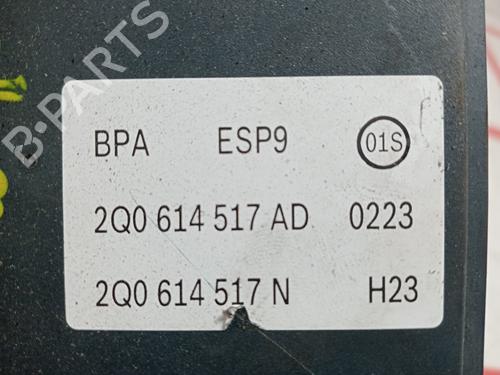 B-PARTS
BPA ESP9 01S
2Q0 614 517 AD 0223
2Q0 614 517 N H23